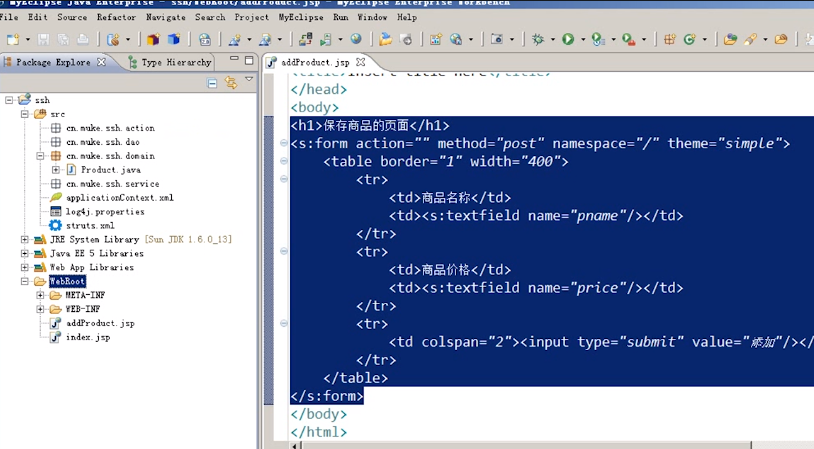 MyEclipse Java Enterprise - ssh/WebRoot/addProduct.jsp - MyEclipse Enterprise Workbench
File Edit Source Refactor Navigate Search Project MyEclipse Run Window Help
Package Explore
Type Hierarchy
ssh
src
cn.muke.ssh.action
cn.muke.ssh.dao
cn.muke.ssh.domain
Product.java
cn.muke.ssh.service
applicationContext.xml
log4j.properties
struts.xml
JRE System Library [Sun JDK 1.6.0_13]
Java EE 5 Libraries
Web App Libraries
WebRoot
META-INF
WEB-INF
addProduct.jsp
index.jsp
addProduct.jsp
<title>Insert title here</title>
</head>
<body>
<h1>保存商品的页面</h1>
<s:form action="" method="post" namespace="/" theme="simple">
<table border="1" width="400">
<tr>
<td>商品名称</td>
<td><s:textfield name="pname"/></td>
</tr>
<tr>
<td>商品价格</td>
<td><s:textfield name="price"/></td>
</tr>
<tr>
<td colspan="2"><input type="submit" value="添加"/></
</tr>
</table>
</s:form>
</body>
</html>